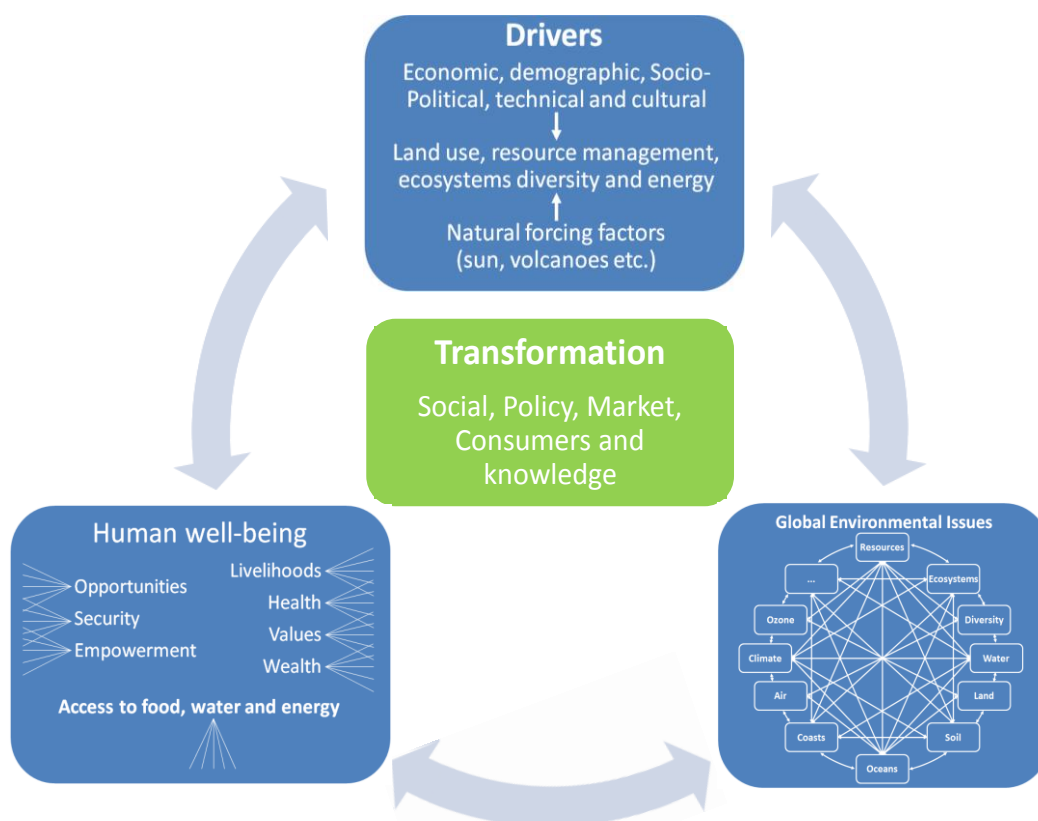 Drivers
Economic, demographic, Socio-
Political, technical and cultural
Land use, resource management,
ecosystems diversity and energy
Natural forcing factors
(sun, volcanoes etc.)
Transformation
Social, Policy, Market,
Consumers and
knowledge
Human well-being
Opportunities
Security
Empowerment
Livelihoods
Health
Values
Wealth
Access to food, water and energy
Global Environmental Issues
Resources
...
Ecosystems
Ozone
Diversity
Climate
Water
Air
Land
Coasts
Soil
Oceans